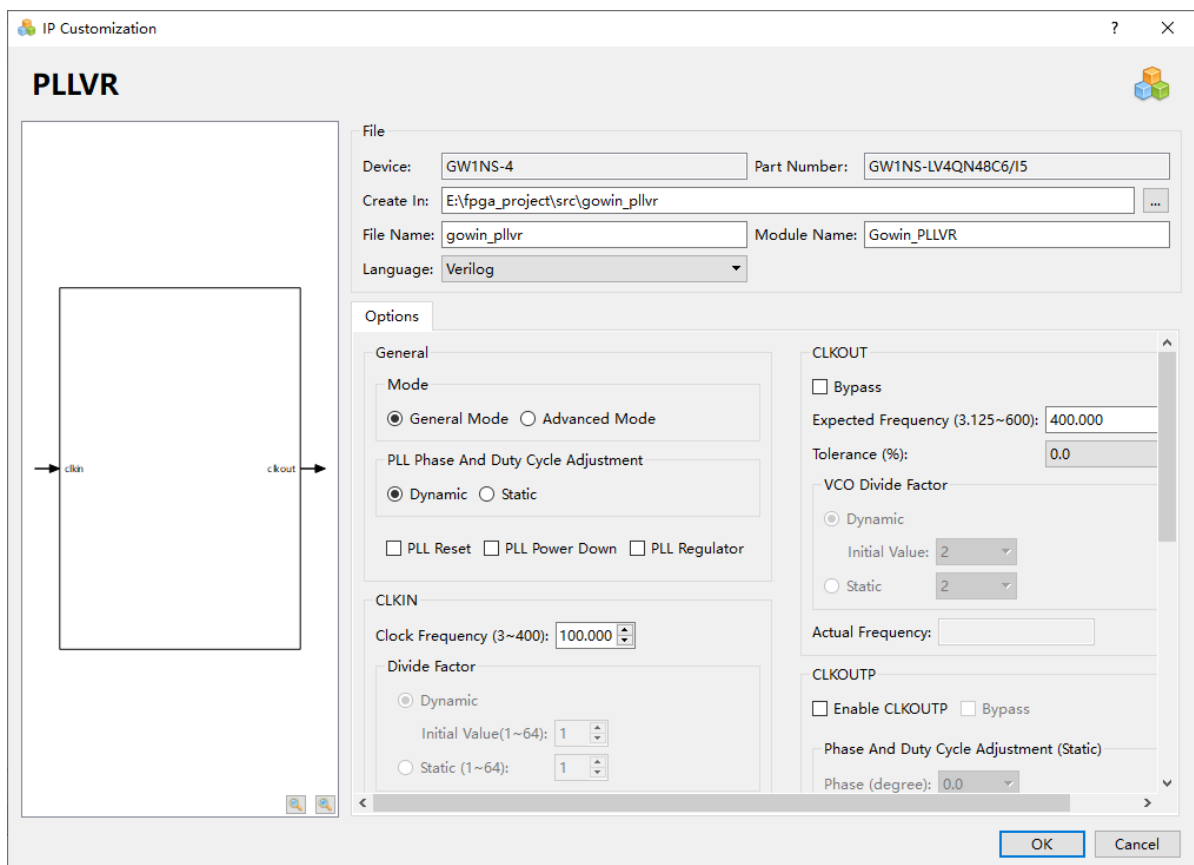 IP Customization
?
PLLVR
clkin
clkout
File
Device: GW1NS-4 Part Number: GW1NS-LV4QN48C6/I5
Create In: E:\fpga_project\src\gowin_pllvr ...
File Name: gowin_pllvr Module Name: Gowin_PLLVR
Language: Verilog
Options
General
Mode
General Mode Advanced Mode
PLL Phase And Duty Cycle Adjustment
Dynamic Static
PLL Reset PLL Power Down PLL Regulator
CLKIN
Clock Frequency (3~400): 100.000
Divide Factor
Dynamic
Initial Value(1~64): 1
Static (1~64): 1
CLKOUT
Bypass
Expected Frequency (3.125~600): 400.000
Tolerance (%): 0.0
VCO Divide Factor
Dynamic
Initial Value: 2
Static 2
Actual Frequency:
CLKOUTP
Enable CLKOUTP Bypass
Phase And Duty Cycle Adjustment (Static)
Phase (degree): 0.0
OK Cancel